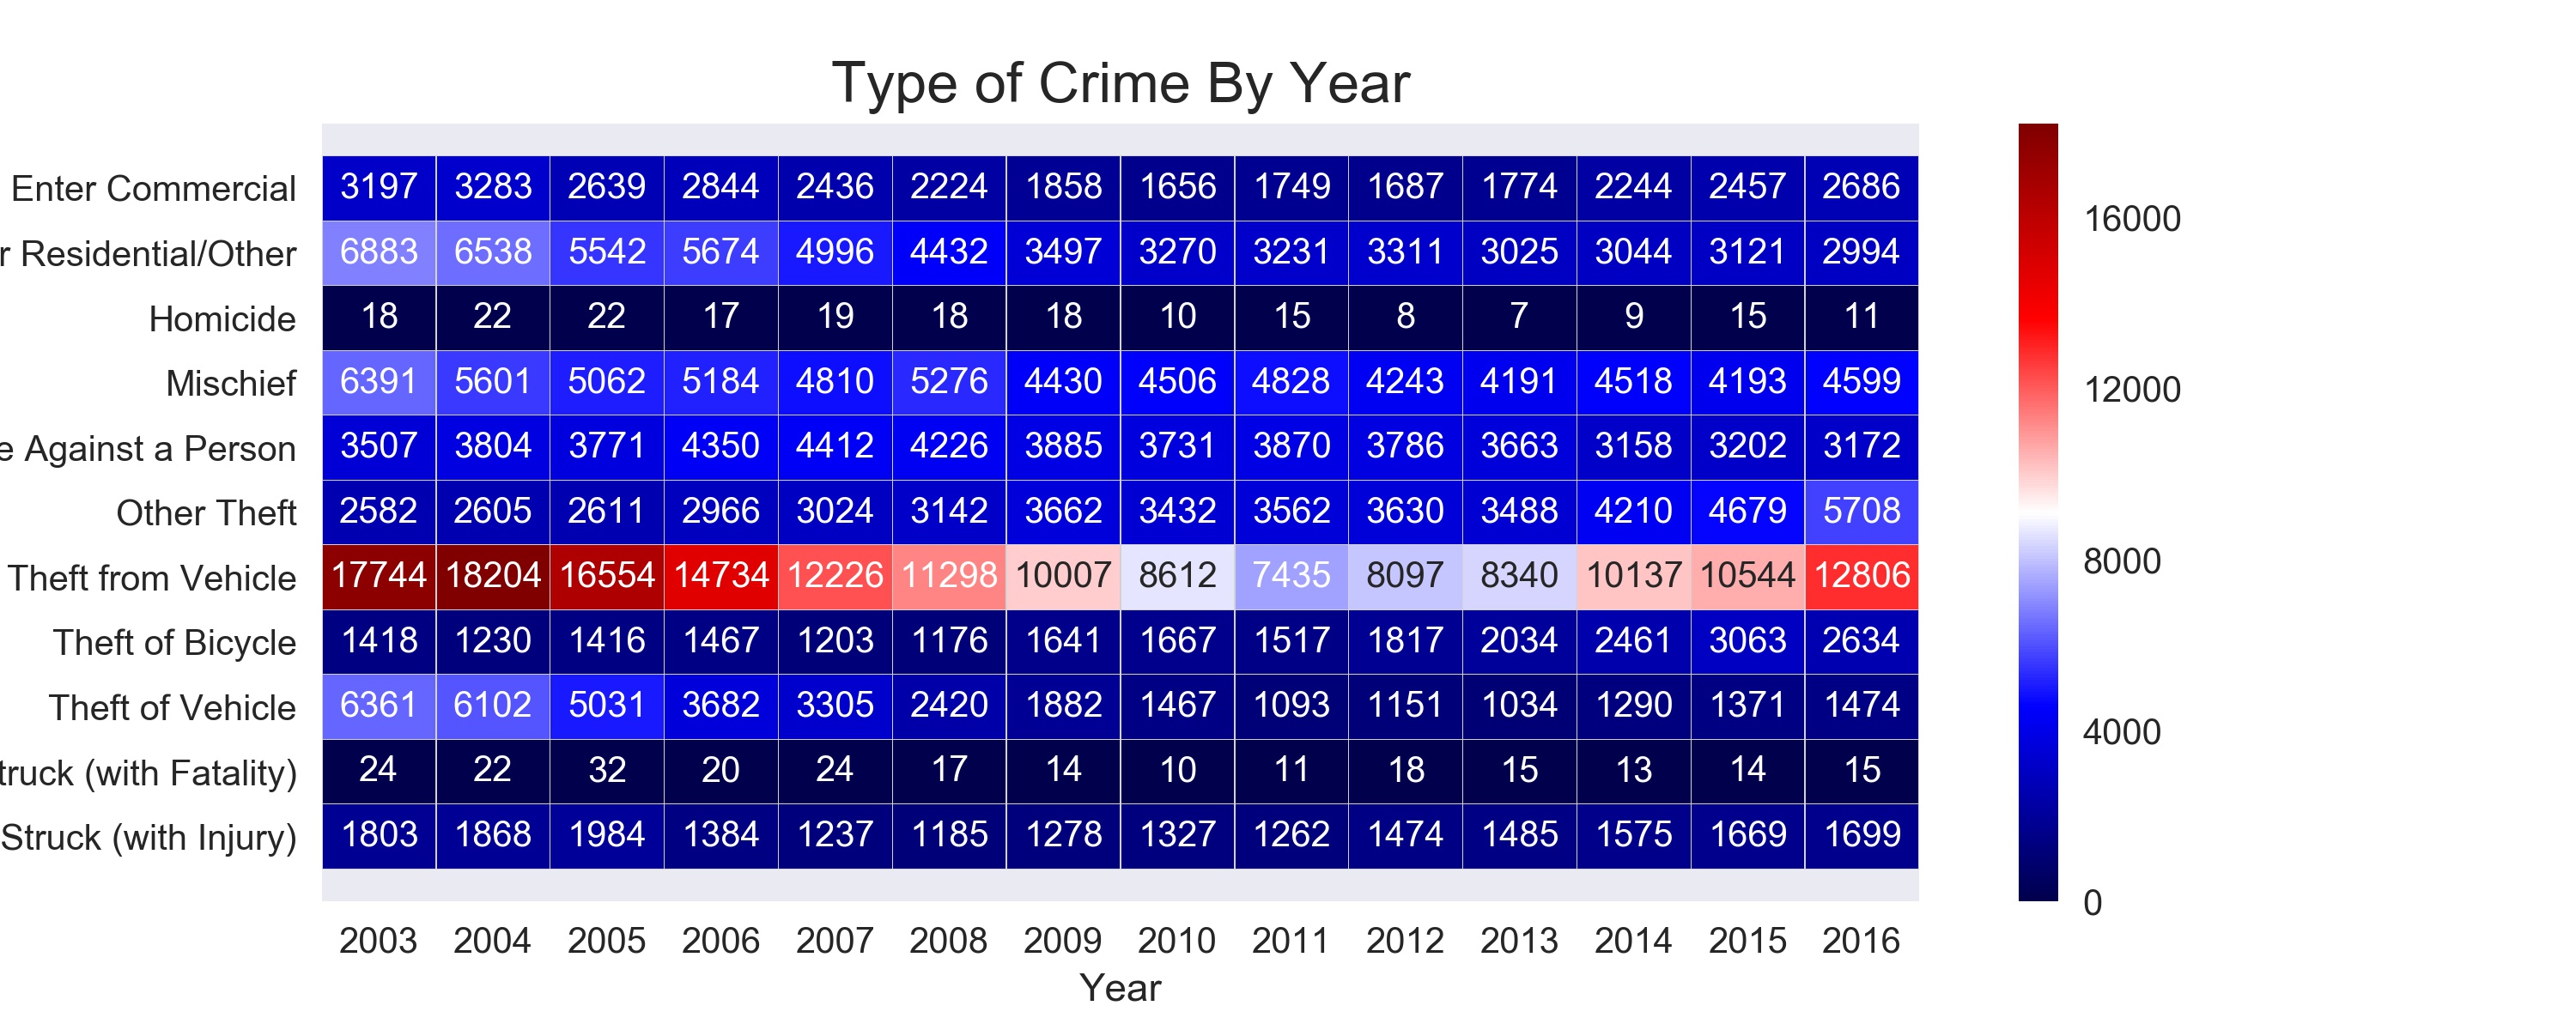 Type of Crime By Year
Enter Commercial 3197 3283 2639 2844 2436 2224 1858 1656 1749 1687 1774 2244 2457 2686
r Residential/Other 6883 6538 5542 5674 4996 4432 3497 3270 3231 3311 3025 3044 3121 2994
Homicide 18 22 22 17 19 18 18 10 15 8 7 9 15 11
Mischief 6391 5601 5062 5184 4810 5276 4430 4506 4828 4243 4191 4518 4193 4599
e Against a Person 3507 3804 3771 4350 4412 4226 3885 3731 3870 3786 3663 3158 3202 3172
Other Theft 2582 2605 2611 2966 3024 3142 3662 3432 3562 3630 3488 4210 4679 5708
Theft from Vehicle 17744 18204 16554 14734 12226 11298 10007 8612 7435 8097 8340 10137 10544 12806
Theft of Bicycle 1418 1230 1416 1467 1203 1176 1641 1667 1517 1817 2034 2461 3063 2634
Theft of Vehicle 6361 6102 5031 3682 3305 2420 1882 1467 1093 1151 1034 1290 1371 1474
truck (with Fatality) 24 22 32 20 24 17 14 10 11 18 15 13 14 15
Struck (with Injury) 1803 1868 1984 1384 1237 1185 1278 1327 1262 1474 1485 1575 1669 1699
2003 2004 2005 2006 2007 2008 2009 2010 2011 2012 2013 2014 2015 2016
Year
16000
12000
8000
4000
0